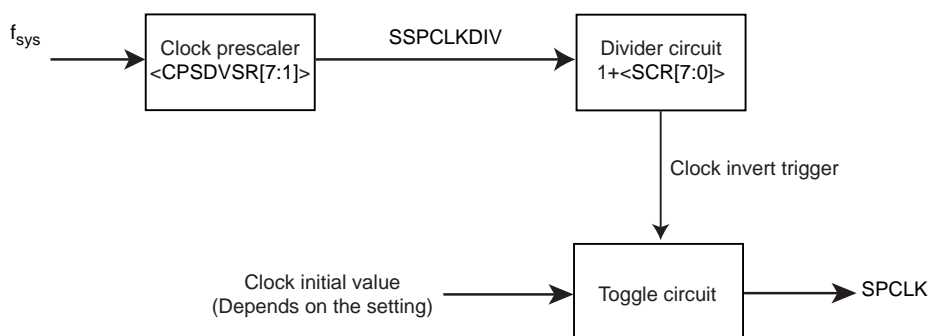 f_sys
Clock prescaler
<CPSDVSR[7:1]>
SSPCLKDIV
Divider circuit
1+<SCR[7:0]>
Clock invert trigger
Clock initial value
(Depends on the setting)
Toggle circuit
SPCLK